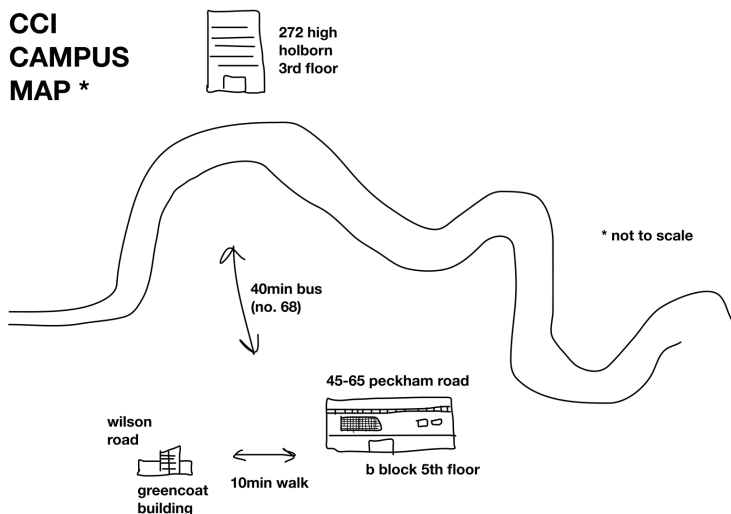 CCI
CAMPUS
MAP *
272 high
holborn
3rd floor
* not to scale
40min bus
(no. 68)
45-65 peckham road
b block 5th floor
wilson
road
greencoat
building
10min walk